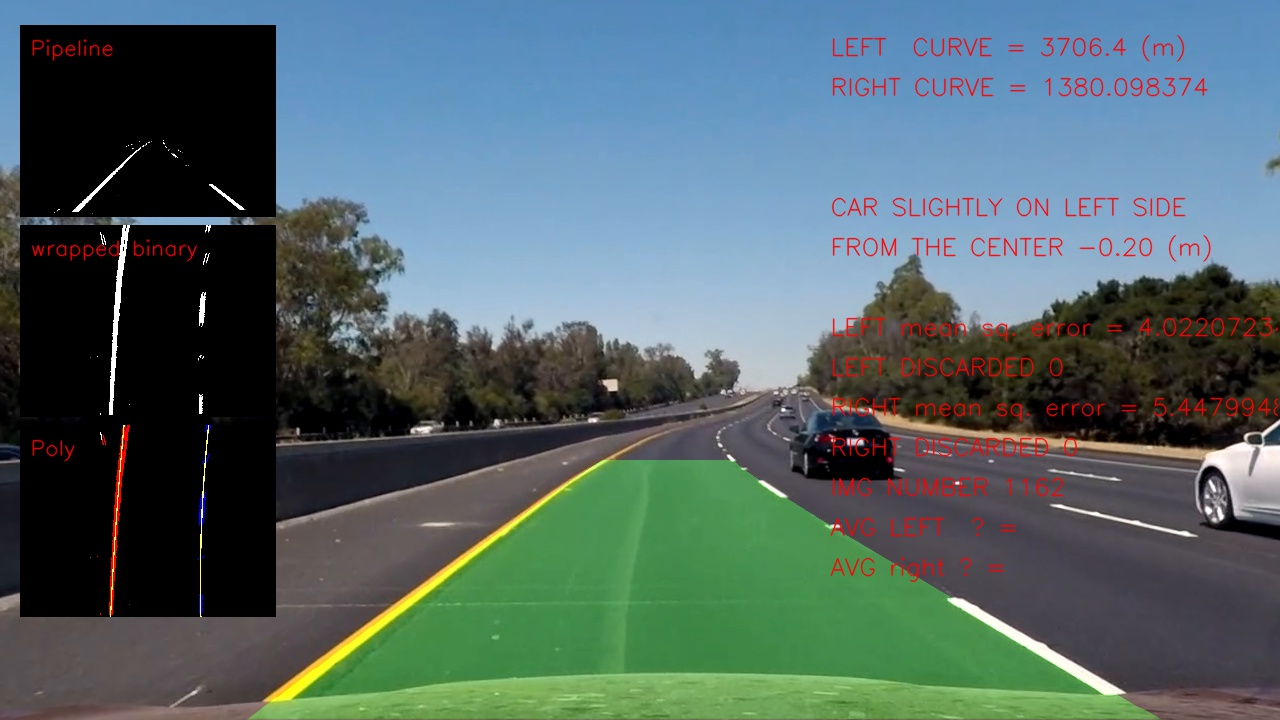 Pipeline
wrapped binary
Poly
LEFT CURVE = 3706.4 (m)
RIGHT CURVE = 1380.098374
CAR SLIGHTLY ON LEFT SIDE
FROM THE CENTER -0.20 (m)
LEFT mean sq. error = 4.0220723
LEFT DISCARDED 0
RIGHT mean sq. error = 5.4479949
RIGHT DISCARDED 0
IMG NUMBER 1162
AVG LEFT ? =
AVG right ? =